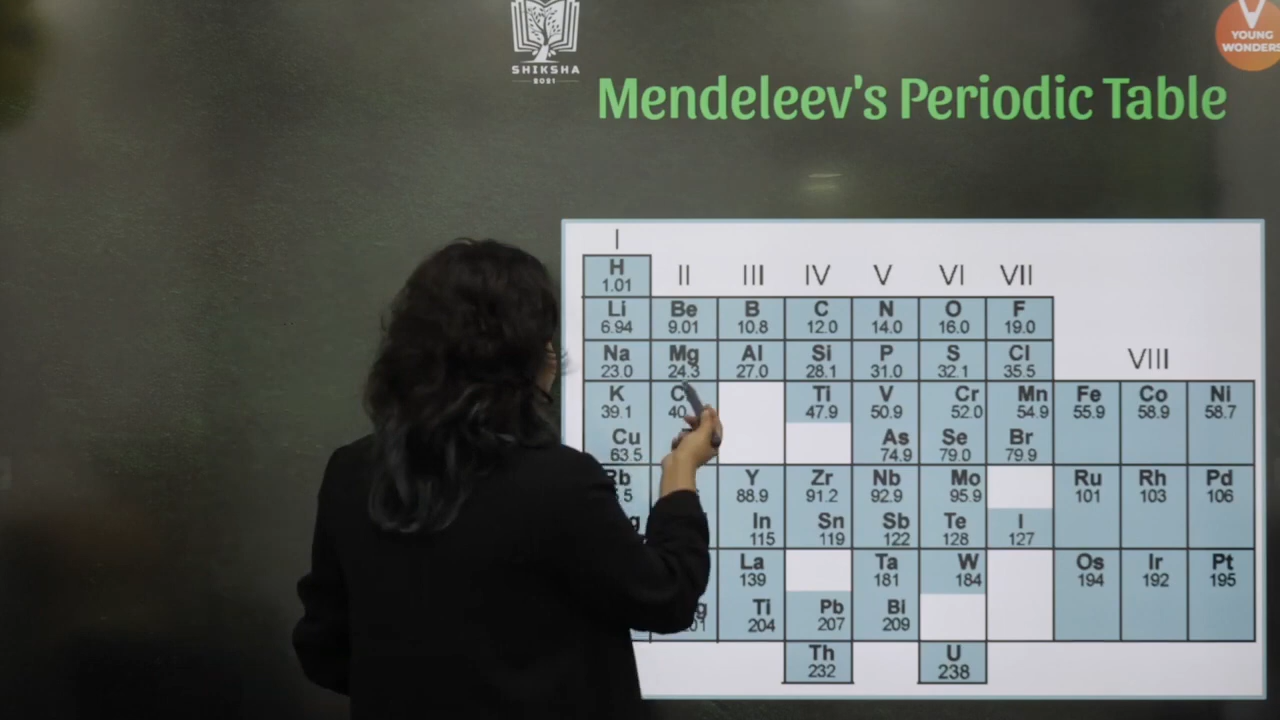 SHIKSHA
2021
YOUNG
WONDERS
Mendeleev's Periodic Table
I
II III IV V VI VII
H
1.01
Li Be B C N O F
6.94 9.01 10.8 12.0 14.0 16.0 19.0
Na Mg Al Si P S Cl
23.0 24.3 27.0 28.1 31.0 32.1 35.5
VIII
K C Ti V Cr Mn Fe Co Ni
39.1 40 47.9 50.9 52.0 54.9 55.9 58.9 58.7
Cu As Se Br
63.5 74.9 79.0 79.9
Rb Y Zr Nb Mo Ru Rh Pd
5.5 88.9 91.2 92.9 95.9 101 103 106
In Sn Sb Te I
115 119 122 128 127
La Ta W Os Ir Pt
139 181 184 194 192 195
Ti Pb Bi
201 204 207 209
Th U
232 238